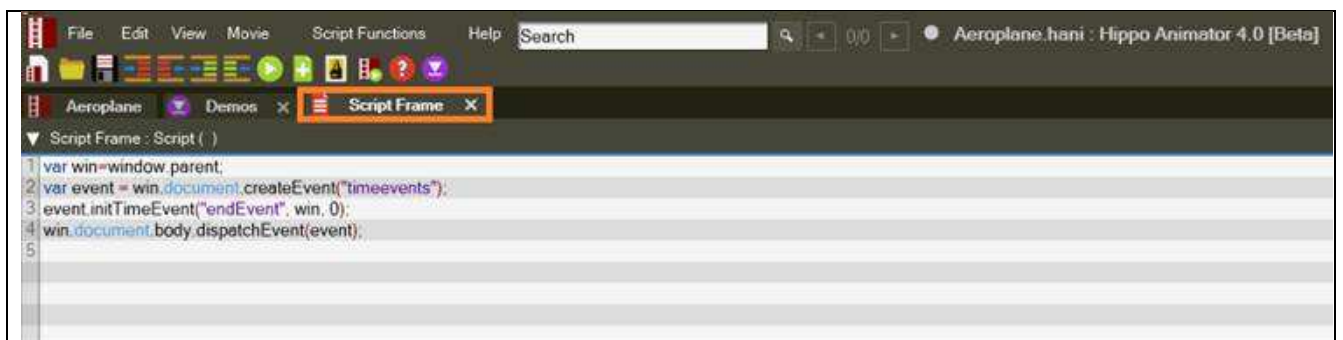 File Edit View Movie Script Functions Help Search 0/0 Aeroplane.hani : Hippo Animator 4.0 [Beta]
Aeroplane Demos × Script Frame ×
Script Frame : Script ( )
1 var win=window.parent;
2 var event = win.document.createEvent("timeevents");
3 event.initTimeEvent("endEvent", win, 0);
4 win.document.body.dispatchEvent(event);
5